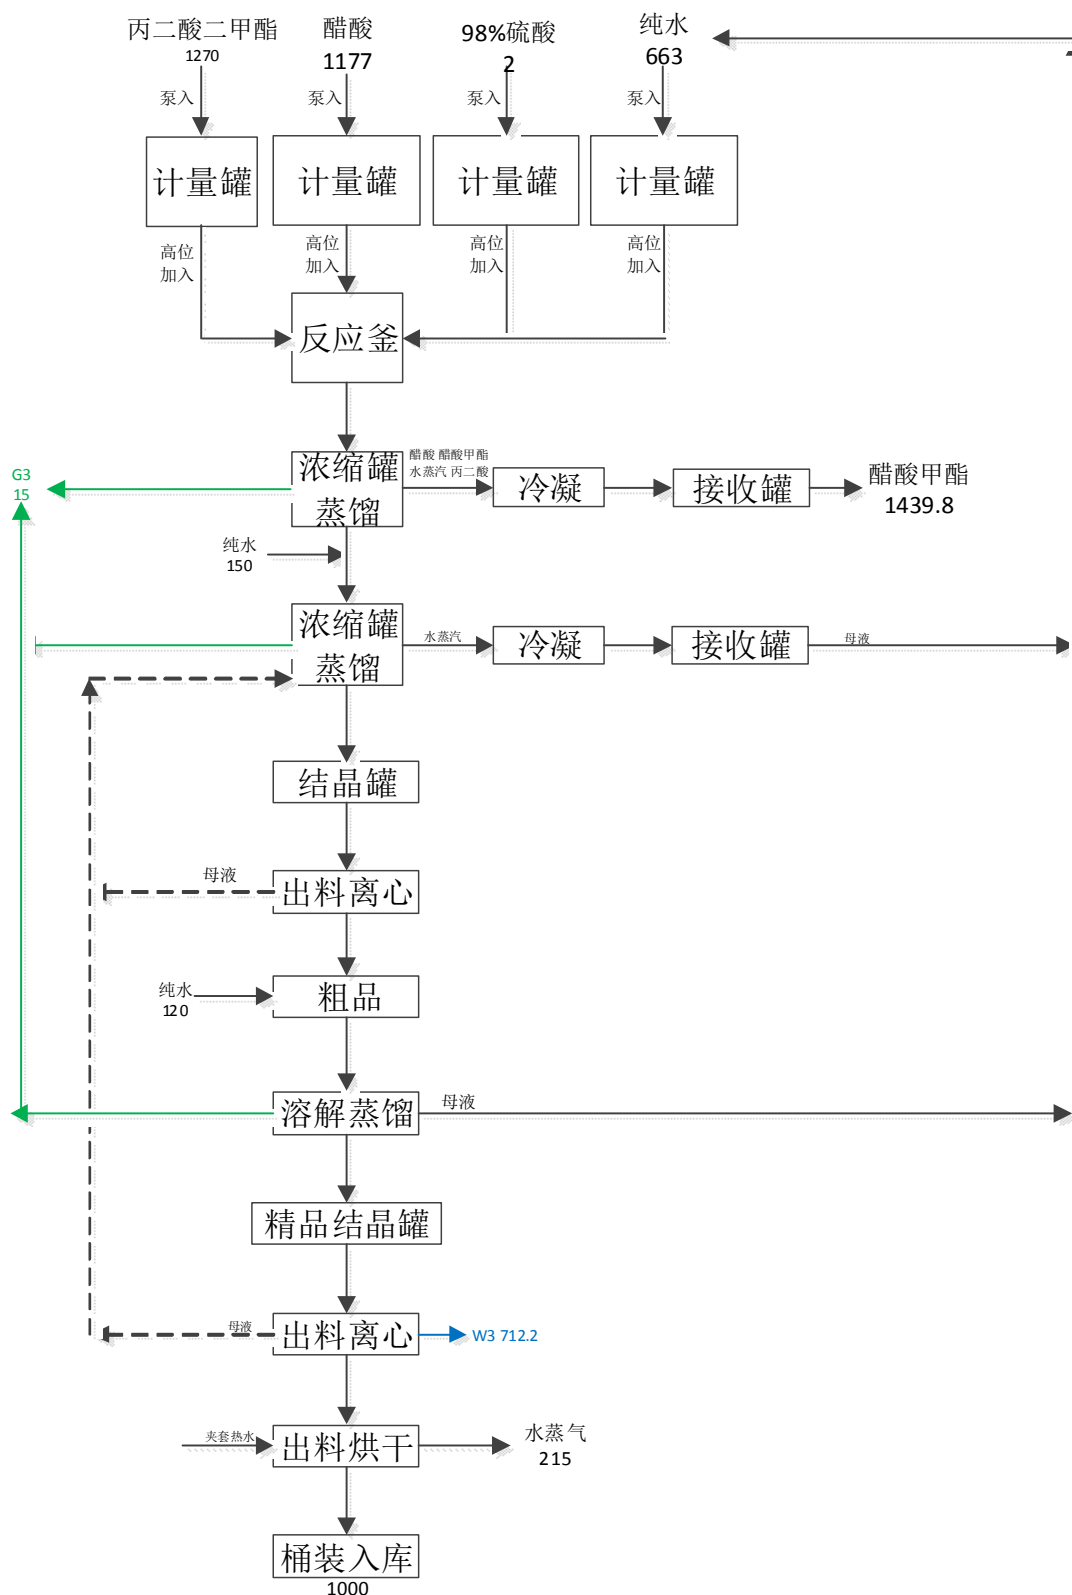 丙二酸二甲酯
1270
醋酸
1177
98%硫酸
2
纯水
663
泵入
泵入
泵入
泵入
计量罐
计量罐
计量罐
计量罐
高位
加入
高位
加入
高位
加入
高位
加入
反应釜
G3
15
浓缩罐
蒸馏
醋酸 醋酸甲酯
水蒸汽 丙二酸
冷凝
接收罐
醋酸甲酯
1439.8
纯水
150
浓缩罐
蒸馏
水蒸汽
冷凝
接收罐
母液
结晶罐
母液
出料离心
纯水
120
粗品
溶解蒸馏
母液
精品结晶罐
母液
出料离心
W3 712.2
夹套热水
出料烘干
水蒸气
215
桶装入库
1000